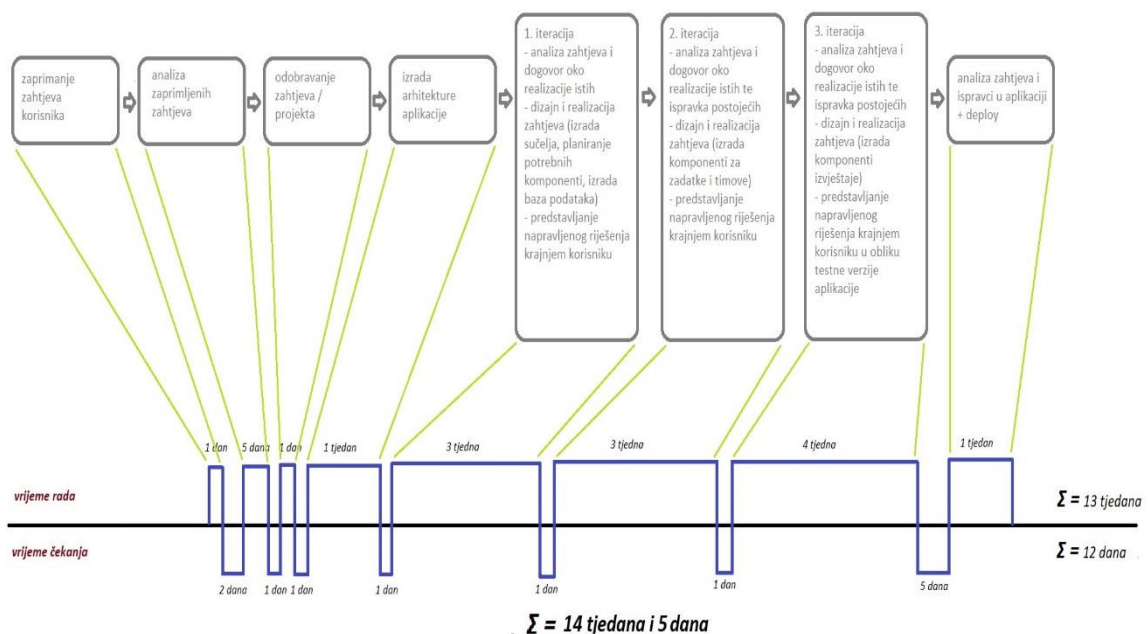 zaprimanje
zahtjeva
korisnika
analiza
zaprimljenih
zahtjeva
odobravanje
zahtjeva /
projekta
izrada
arhitekture
aplikacije
1. iteracija
- analiza zahtjeva i
dogovor oko
realizacije istih
- dizajn i realizacija
zahtjeva (izrada
sučelja, planiranje
potrebnih
komponenti, izrada
baza podataka)
- predstavljanje
napravljenog riješenja
krajnjem korisniku
2. iteracija
- analiza zahtjeva i
dogovor oko
realizacije istih te
ispravka postojećih
- dizajn i realizacija
zahtjeva (izrada
komponenti za
zadatke i timove)
- predstavljanje
napravljenog riješenja
krajnjem korisniku
3. iteracija
- analiza zahtjeva i
dogovor oko
realizacije istih te
ispravka postojećih
- dizajn i realizacija
zahtjeva (izrada
komponenti
izvještaje)
- predstavljanje
napravljenog
riješenja krajnjem
korisniku u obliku
testne verzije
aplikacije
analiza zahtjeva i
ispravci u aplikaciji
+ deploy
1 dan
5 dana
1 dan
1 tjedan
3 tjedna
3 tjedna
4 tjedna
1 tjedan
vrijeme rada
Σ = 13 tjedana
vrijeme čekanja
Σ = 12 dana
2 dana
1 dan
1 dan
1 dan
1 dan
1 dan
5 dana
Σ = 14 tjedana i 5 dana